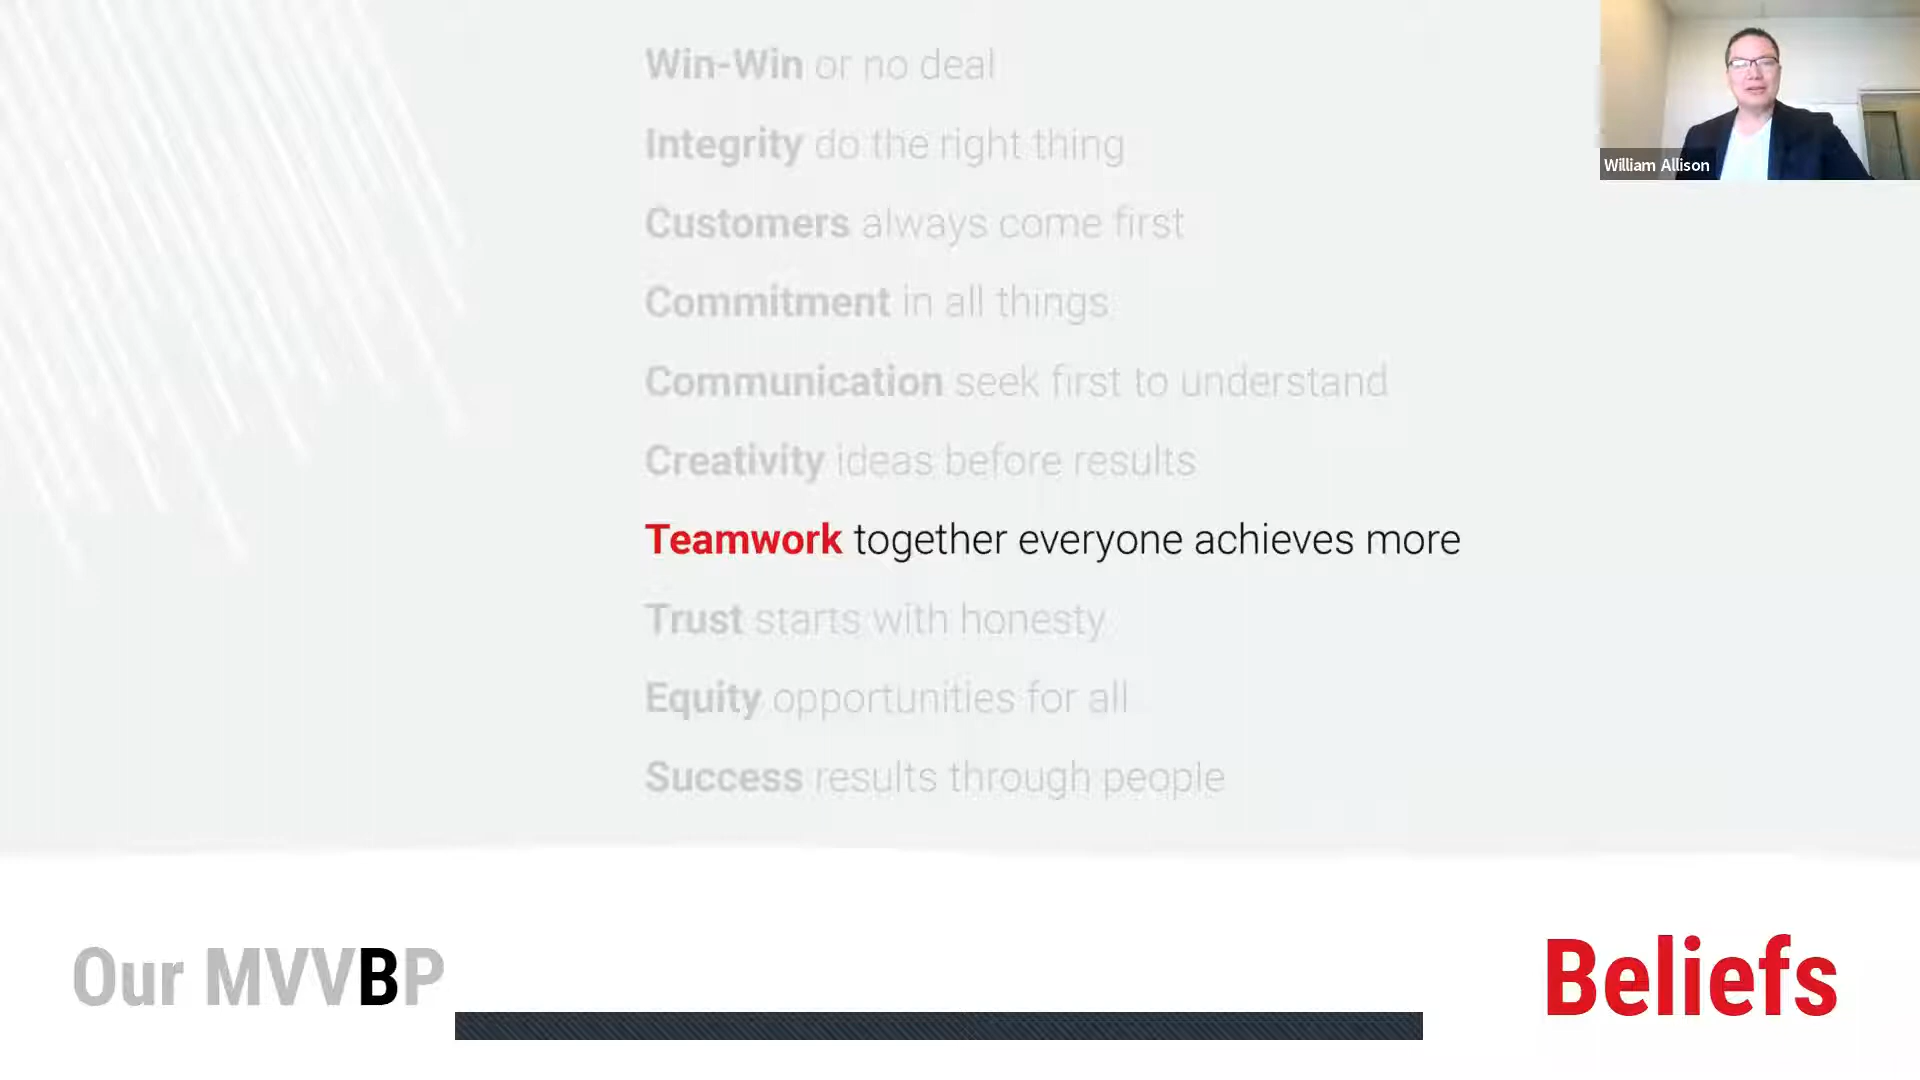 Win-Win or no deal
Integrity do the right thing
Customers always come first
Commitment in all things
Communication seek first to understand
Creativity ideas before results
Teamwork together everyone achieves more
Trust starts with honesty
Equity opportunities for all
Success results through people
William Allison
Our MVVBP
Beliefs